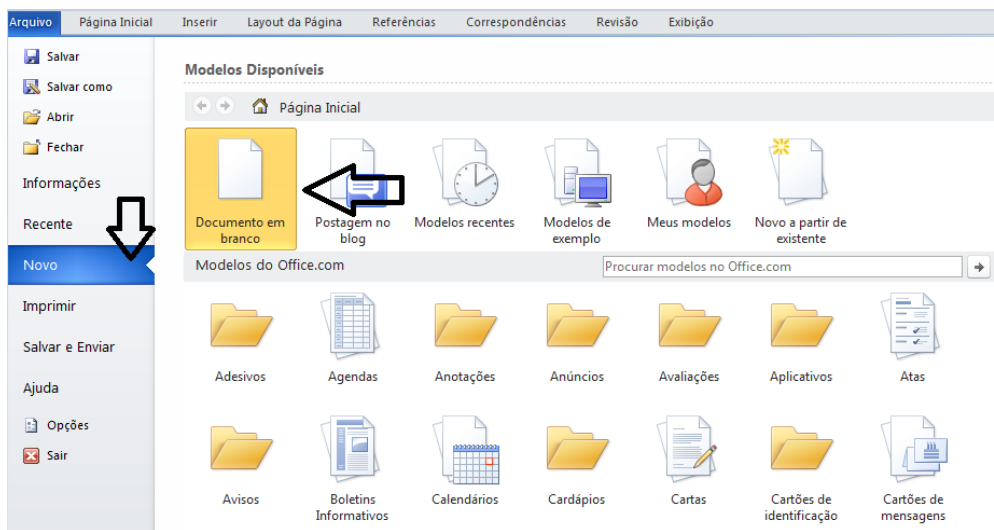 Arquivo Página Inicial Inserir Layout da Página Referências Correspondências Revisão Exibição
Salvar
Salvar como
Abrir
Fechar
Informações
Recente
Novo
Imprimir
Salvar e Enviar
Ajuda
Opções
Sair
Modelos Disponíveis
Página Inicial
Documento em
branco
Postagem no
blog
Modelos recentes
Modelos de
exemplo
Meus modelos
Novo a partir de
existente
Modelos do Office.com
Procurar modelos no Office.com
Adesivos
Agendas
Anotações
Anúncios
Avaliações
Aplicativos
Atas
Avisos
Boletins
Informativos
Calendários
Cardápios
Cartas
Cartões de
identificação
Cartões de
mensagens